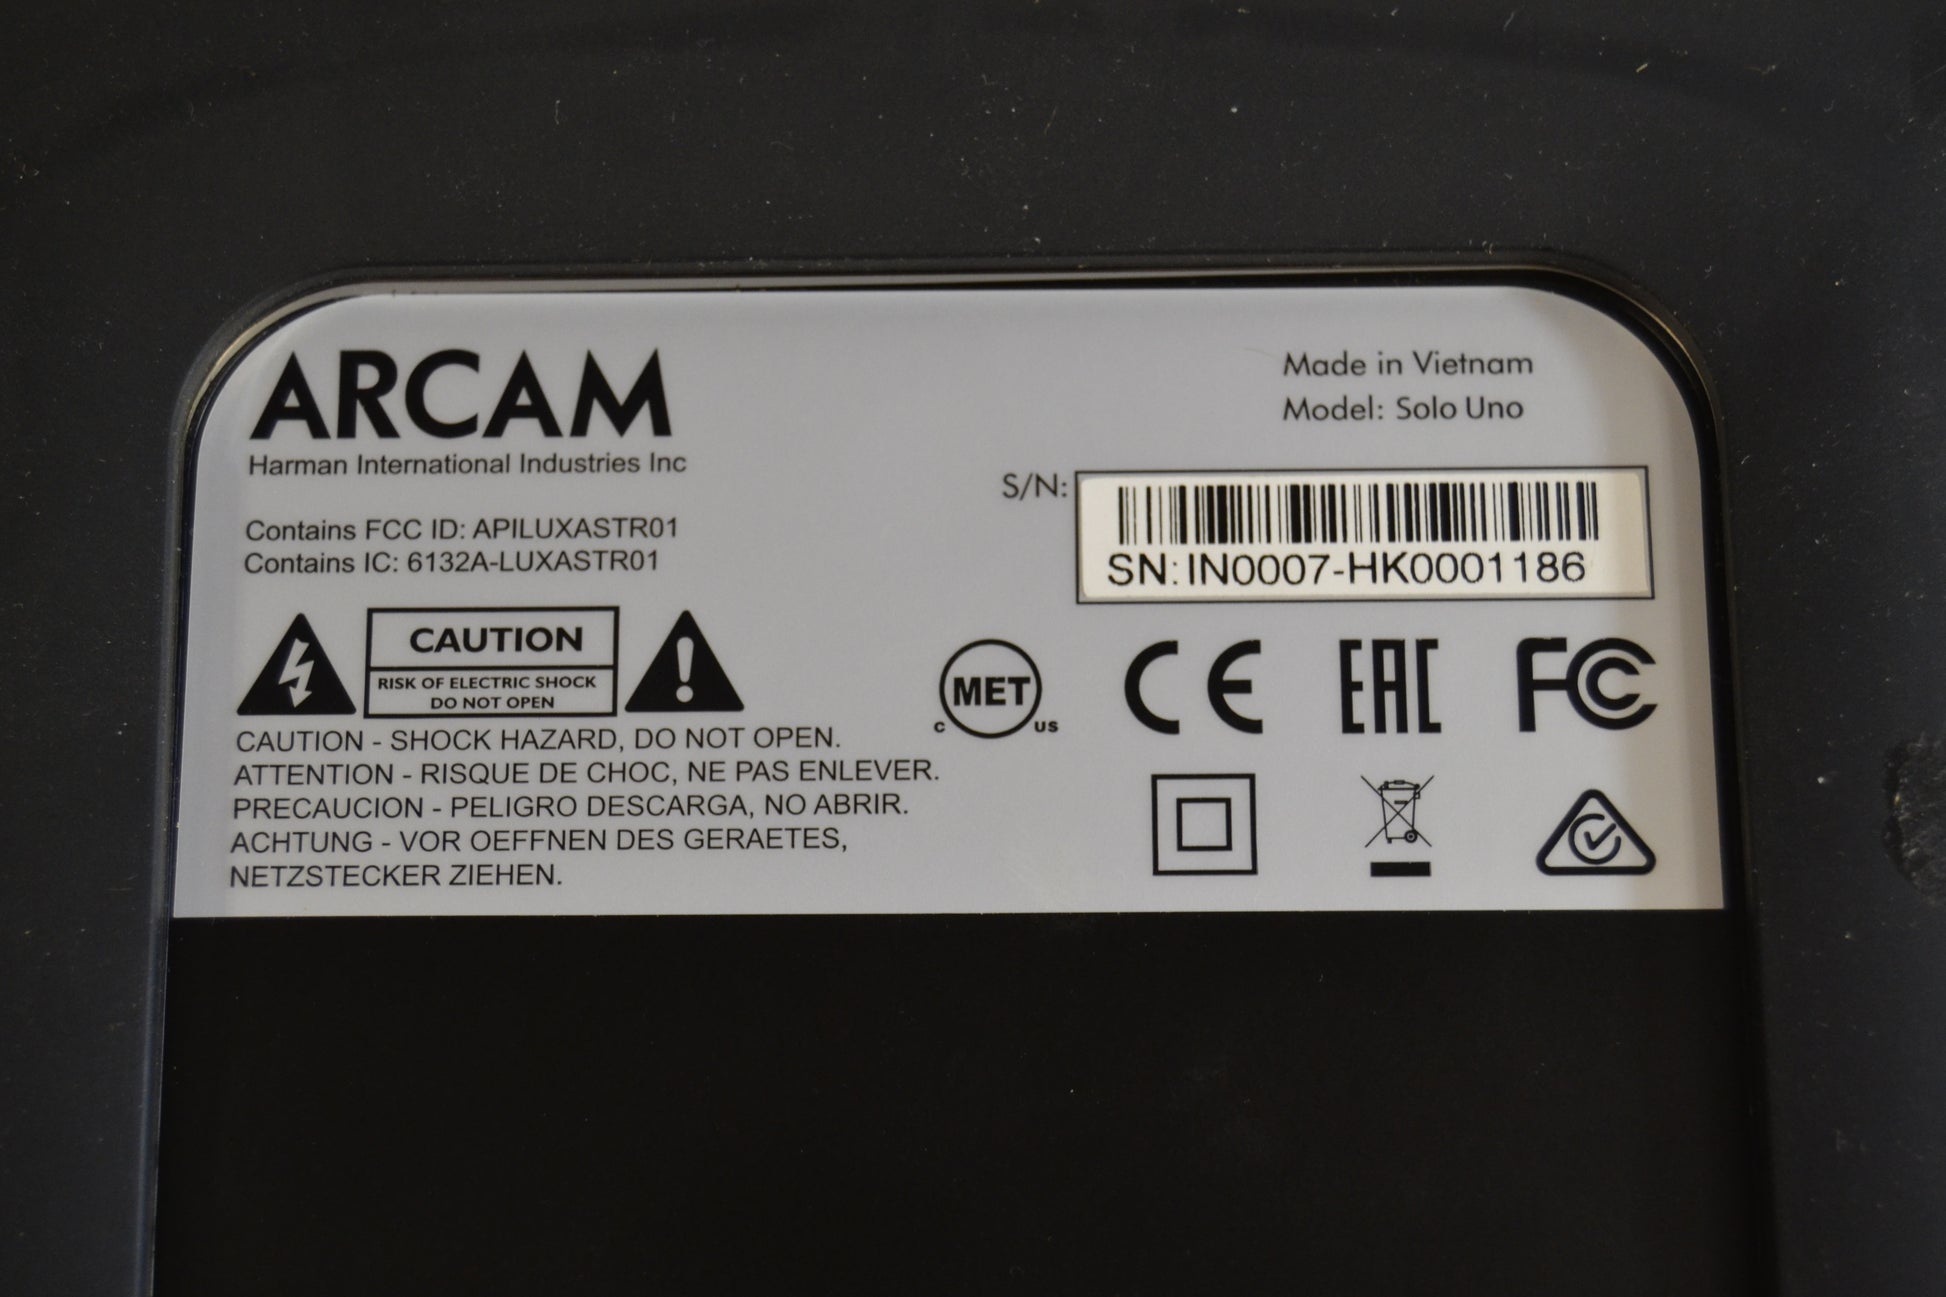 ARCAM
Harman International Industries Inc
Contains FCC ID: APILUXASTR01
Contains IC: 6132A-LUXASTR01
CAUTION
RISK OF ELECTRIC SHOCK
DO NOT OPEN
CAUTION - SHOCK HAZARD, DO NOT OPEN.
ATTENTION - RISQUE DE CHOC, NE PAS ENLEVER.
PRECAUCION - PELIGRO DESCARGA, NO ABRIR.
ACHTUNG - VOR OEFFNEN DES GERAETES,
NETZSTECKER ZIEHEN.
Made in Vietnam
Model: Solo Uno
S/N:
SN:IN0007-HK0001186
C MET US
CE
EAC
FC